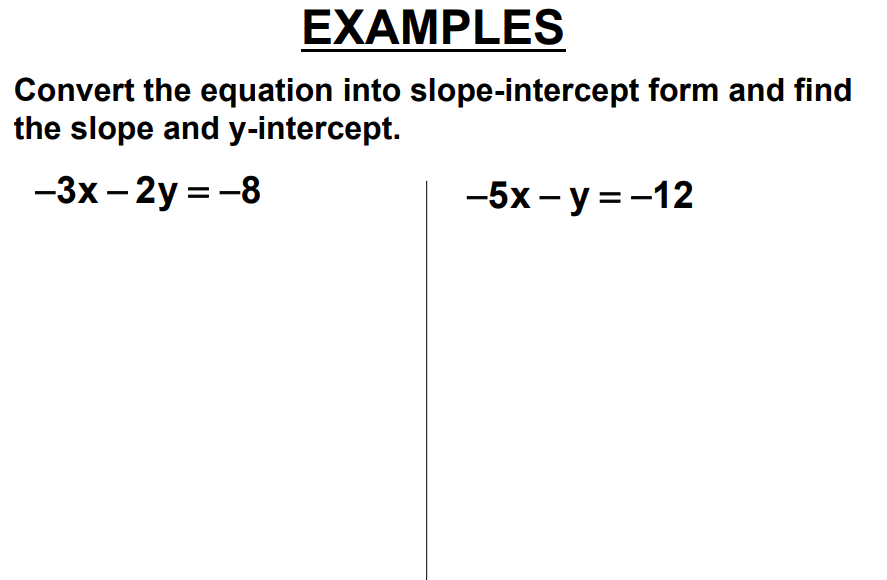 EXAMPLES
Convert the equation into slope-intercept form and find
the slope and y-intercept.
–3x – 2y = –8
–5x – y = –12